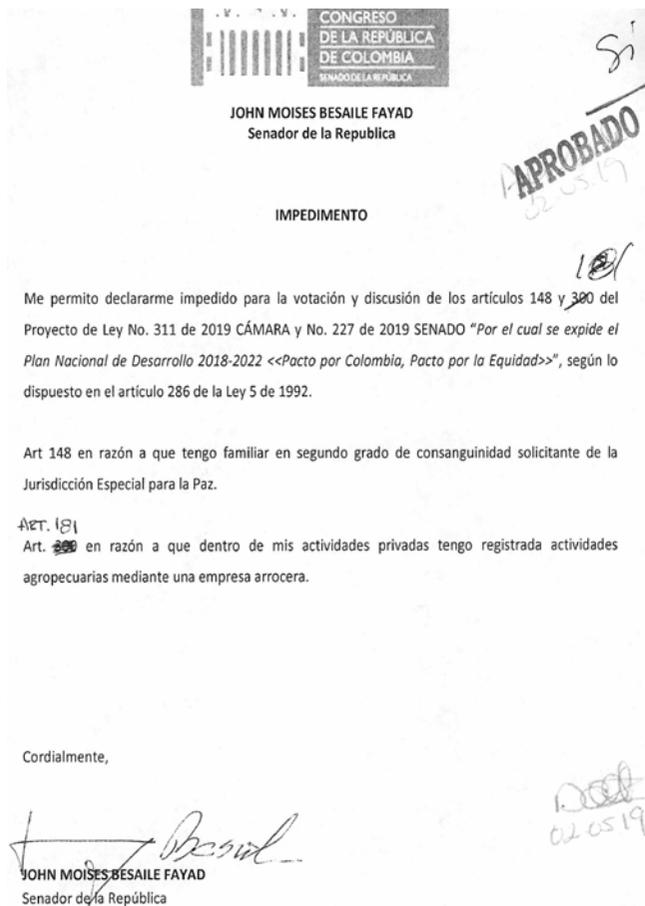 CONGRESO
DE LA REPÚBLICA
DE COLOMBIA
SENADO DE LA REPÚBLICA
Si
JOHN MOISES BESAILE FAYAD
Senador de la Republica
APROBADO
02.05.19
IMPEDIMENTO
181
Me permito declararme impedido para la votación y discusión de los artículos 148 y 300 del
Proyecto de Ley No. 311 de 2019 CÁMARA y No. 227 de 2019 SENADO “Por el cual se expide el
Plan Nacional de Desarrollo 2018-2022 <<Pacto por Colombia, Pacto por la Equidad>>”, según lo
dispuesto en el artículo 286 de la Ley 5 de 1992.
Art 148 en razón a que tengo familiar en segundo grado de consanguinidad solicitante de la
Jurisdicción Especial para la Paz.
ART. 181
Art. 300 en razón a que dentro de mis actividades privadas tengo registrada actividades
agropecuarias mediante una empresa arrocera.
Cordialmente,
02-05 19
JOHN MOISES BESAILE FAYAD
Senador de la República